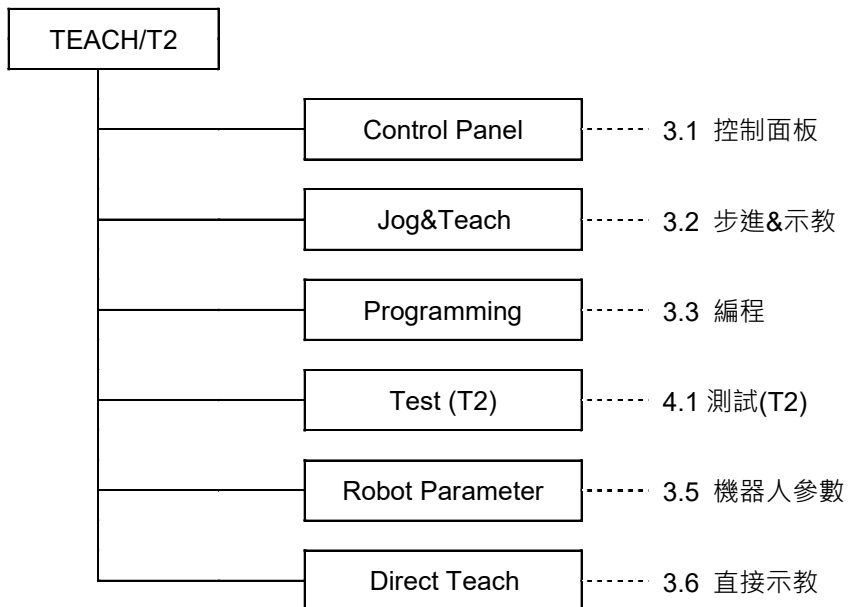 TEACH/T2
Control Panel 3.1 控制面板
Jog&Teach 3.2 步進&示教
Programming 3.3 編程
Test (T2) 4.1 測試(T2)
Robot Parameter 3.5 機器人參數
Direct Teach 3.6 直接示教